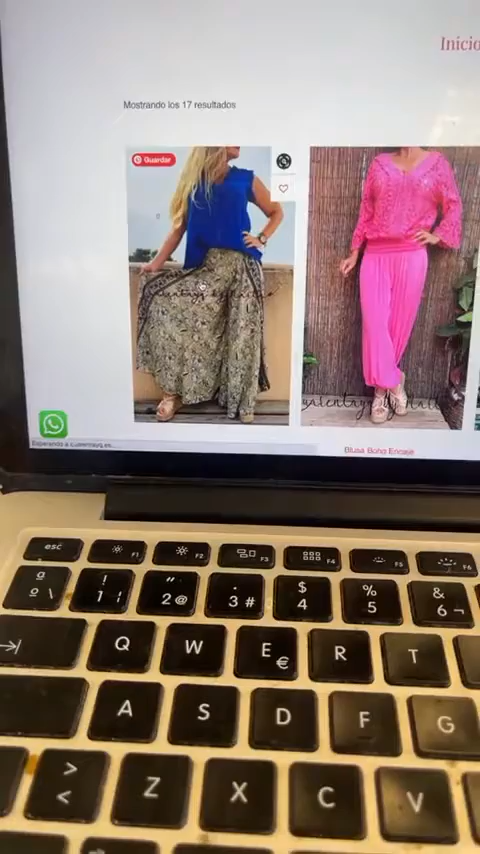 Inicio
Mostrando los 17 resultados
Guardar
Blusa Boho Encaje
esc
F1
F2
F3
F4
F5
F6
ª º \
! 1 ¦
" 2 @
· 3 #
$ 4
% 5
& 6 ¬
Q W E € R T
A S D F G
> < Z X C V